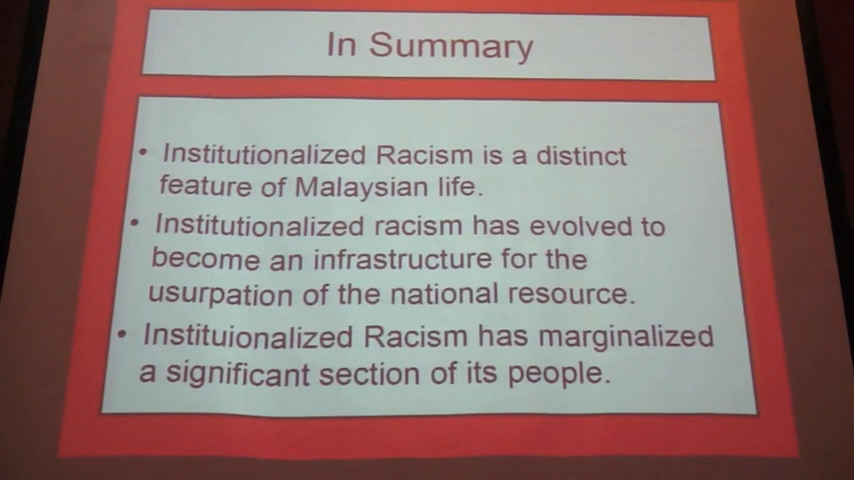 In Summary
• Institutionalized Racism is a distinct
feature of Malaysian life.
• Institutionalized racism has evolved to
become an infrastructure for the
usurpation of the national resource.
• Instituionalized Racism has marginalized
a significant section of its people.